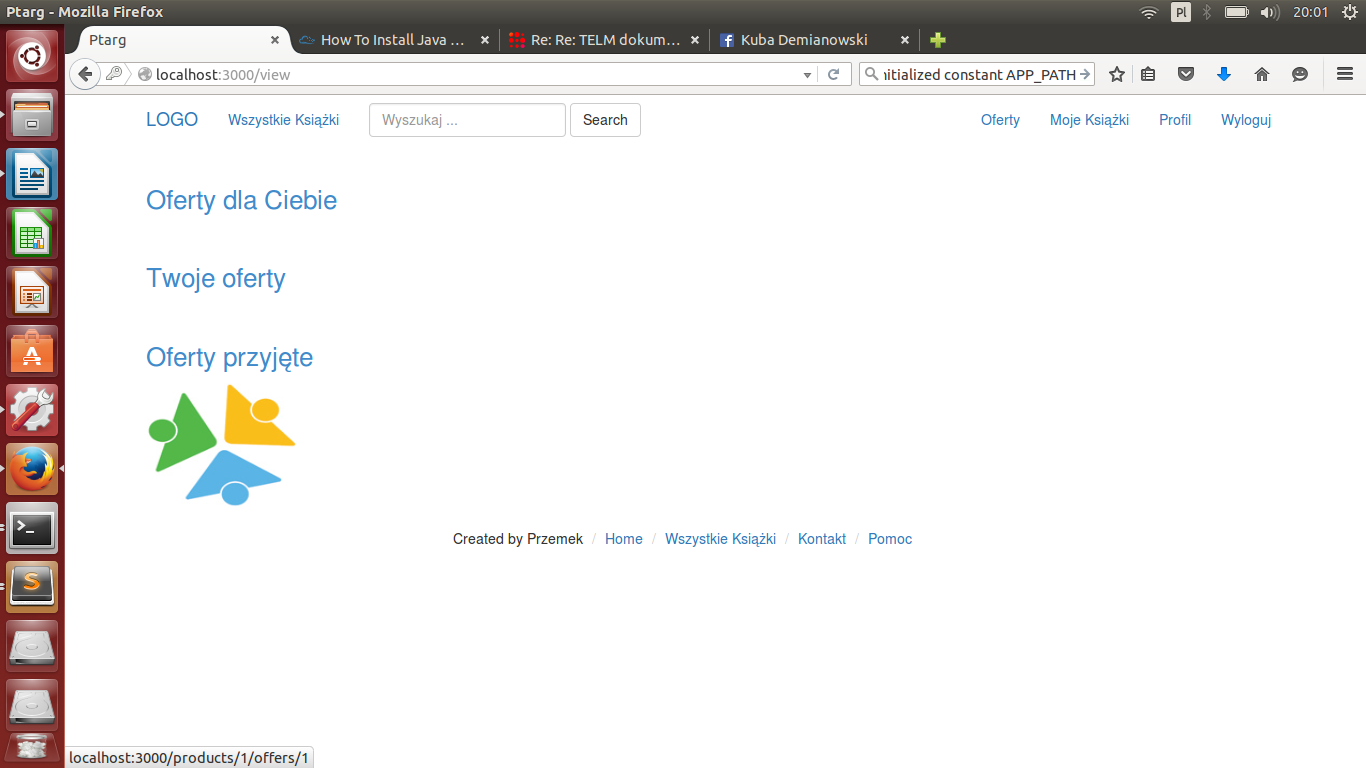 Ptarg - Mozilla Firefox
Pl
20:01
Ptarg
How To Install Java ...
Re: Re: TELM dokum...
Kuba Demianowski
localhost:3000/view
nitialized constant APP_PATH
LOGO
Wszystkie Książki
Wyszukaj ...
Search
Oferty
Moje Książki
Profil
Wyloguj
Oferty dla Ciebie
Twoje oferty
Oferty przyjęte
Created by Przemek / Home / Wszystkie Książki / Kontakt / Pomoc
localhost:3000/products/1/offers/1